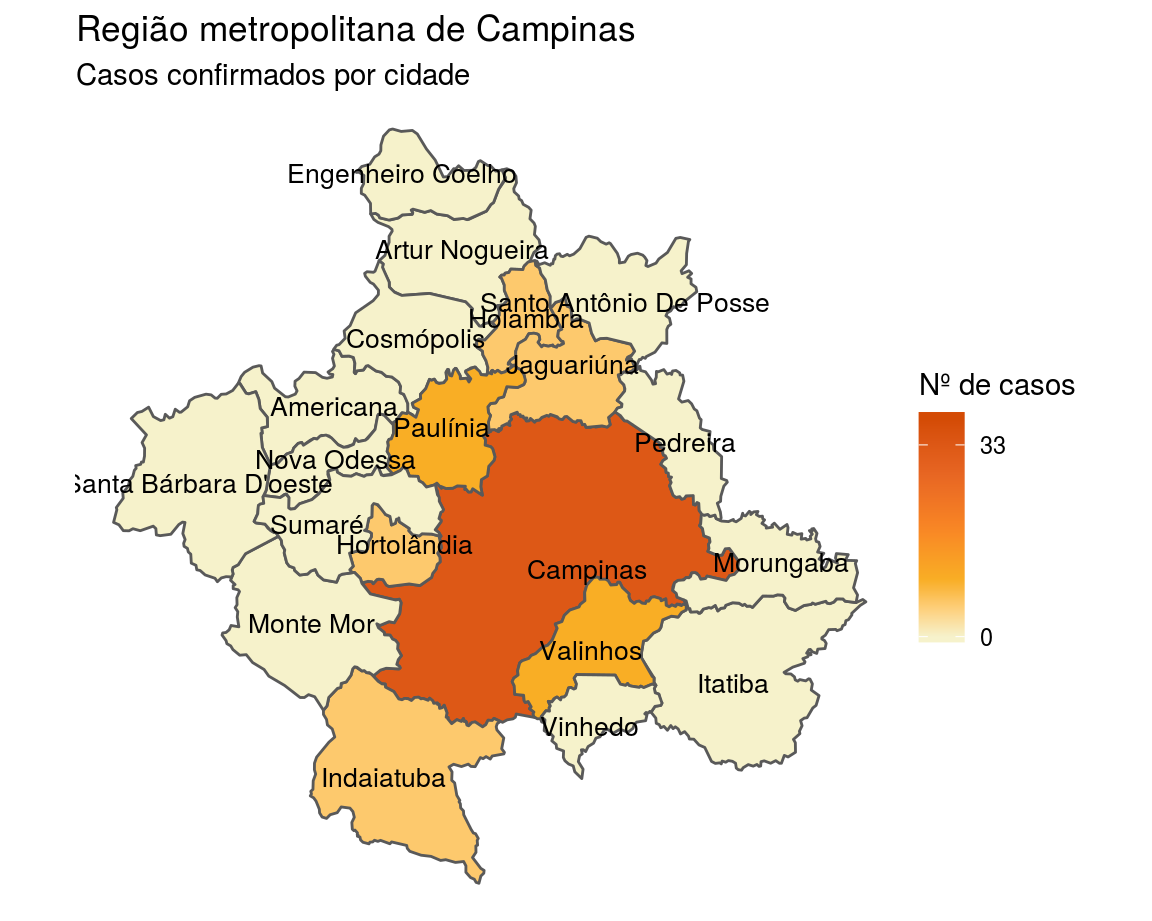 Região metropolitana de Campinas
Casos confirmados por cidade
Engenheiro Coelho
Artur Nogueira
Santo Antônio De Posse
Holambra
Cosmópolis
Jaguariúna
Americana
Paulínia
Pedreira
Nova Odessa
Santa Bárbara D'oeste
Sumaré
Hortolândia
Campinas
Morungaba
Monte Mor
Valinhos
Itatiba
Vinhedo
Indaiatuba
Nº de casos
33
0